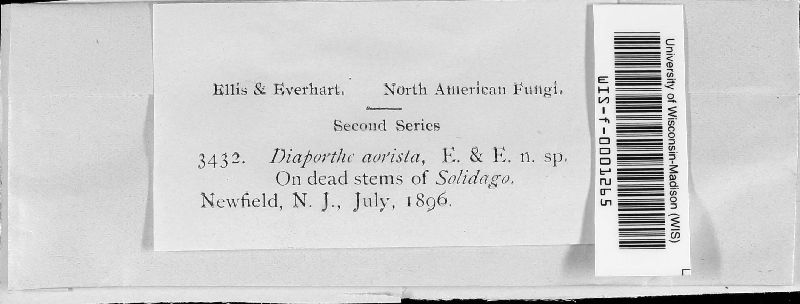 Ellis & Everhart.    North American Fungi.
Second Series
3432. Diaporthe aorista, E. & E. n. sp.
On dead stems of Solidago.
Newfield, N. J., July, 1896.
University of Wisconsin-Madison (WIS)
WIS-f-0001265